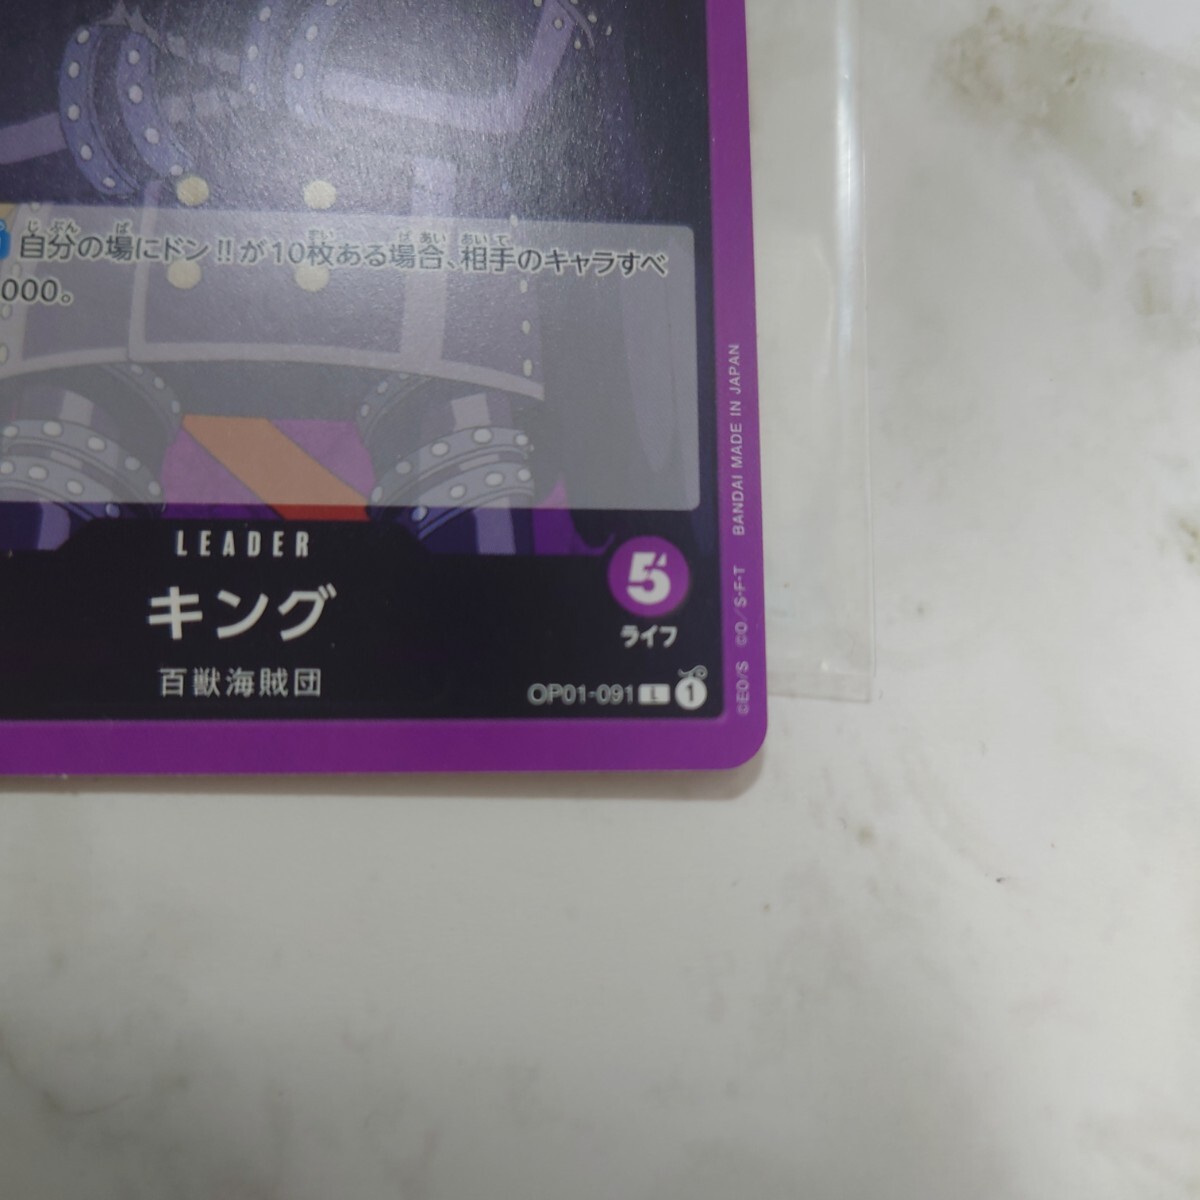 自分の場にドン!!が10枚ある場合、相手のキャラすべ
000。
LEADER
キング
百獣海賊団
5
ライフ
OP01-091 L 1
©EO/S ©O/S・F・T BANDAI MADE IN JAPAN